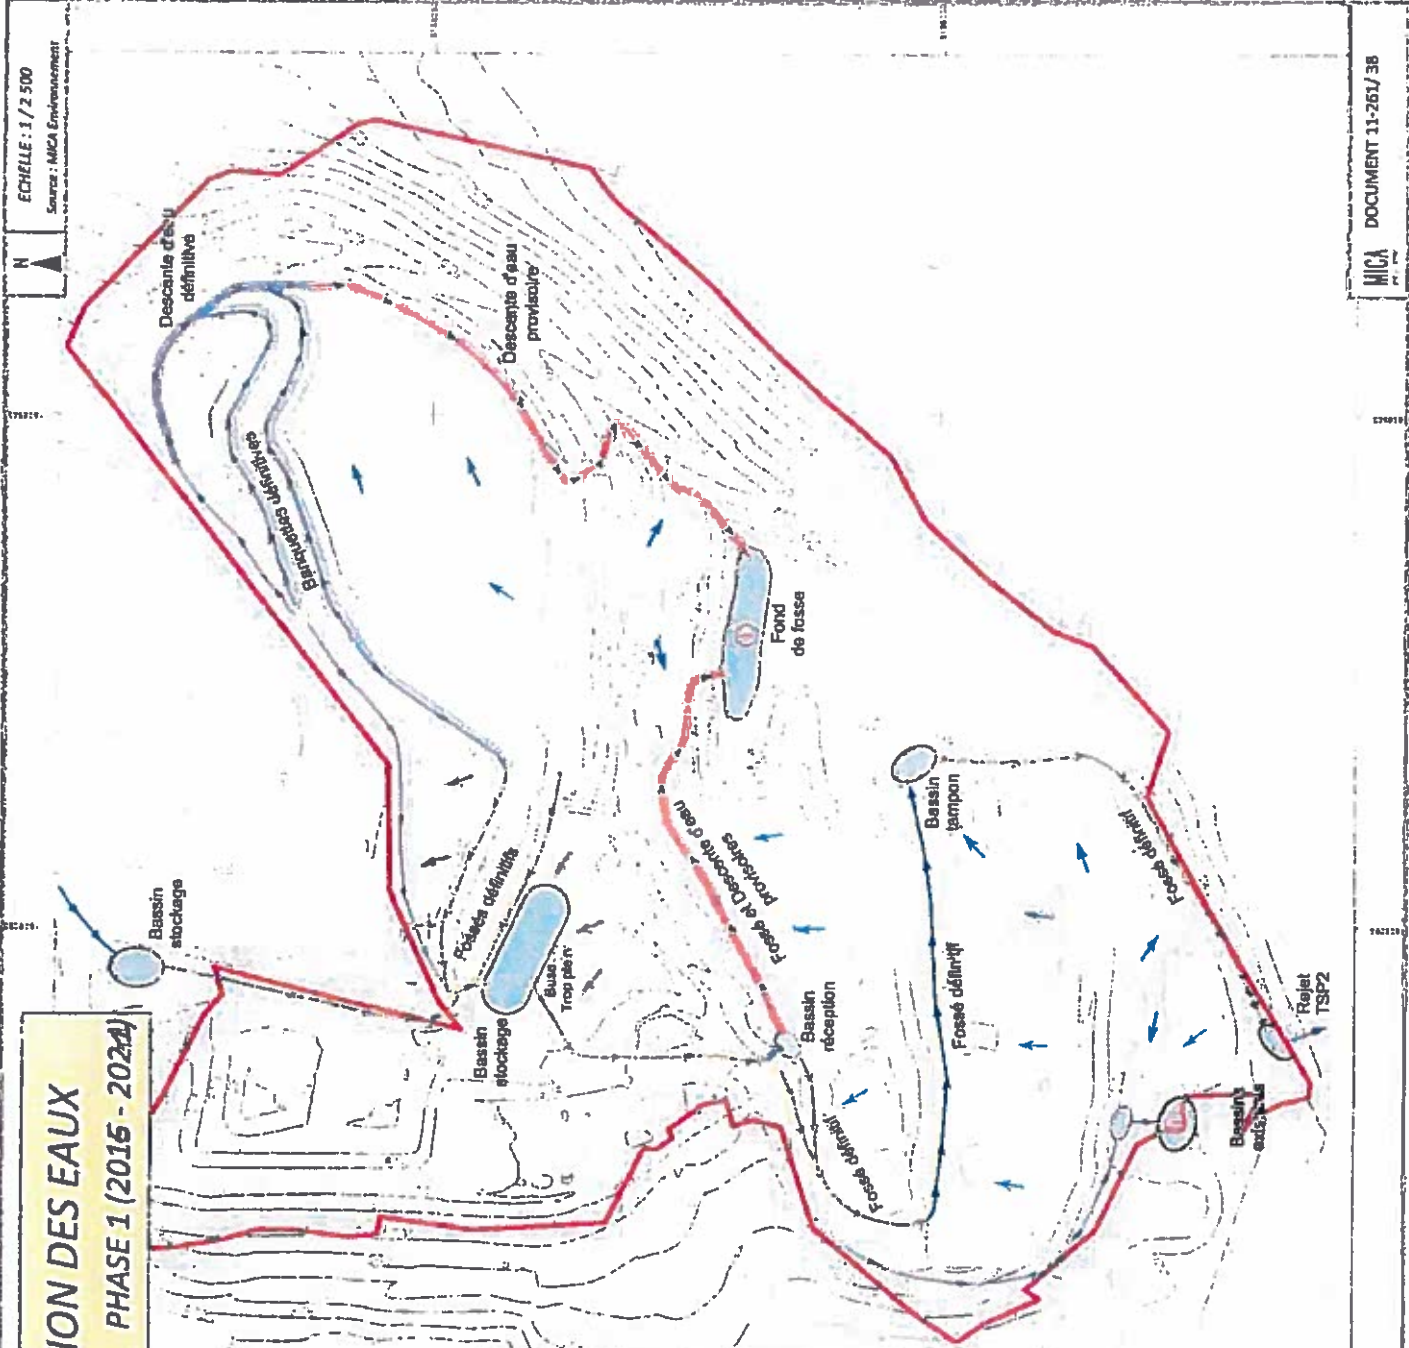 ION DES EAUX
PHASE 1 (2016 - 2021)
N
ECHELLE : 1 / 2 500
Source : MICA Environnement
Bassin
stockage
Fossés définitifs
Bassin
stockage
Buse
Trop plein
Banquettes définitives
Descente d'eau
définitive
Descente d'eau
provisoire
Fossé et Descente d'eau
provisoires
Fond
de fosse
Bassin
réception
Fossé définitif
Fossé définitif
Bassin
tampon
Fossé définitif
Bassins
existants
Rejet
TSP2
MICA
DOCUMENT 11-261/ 38